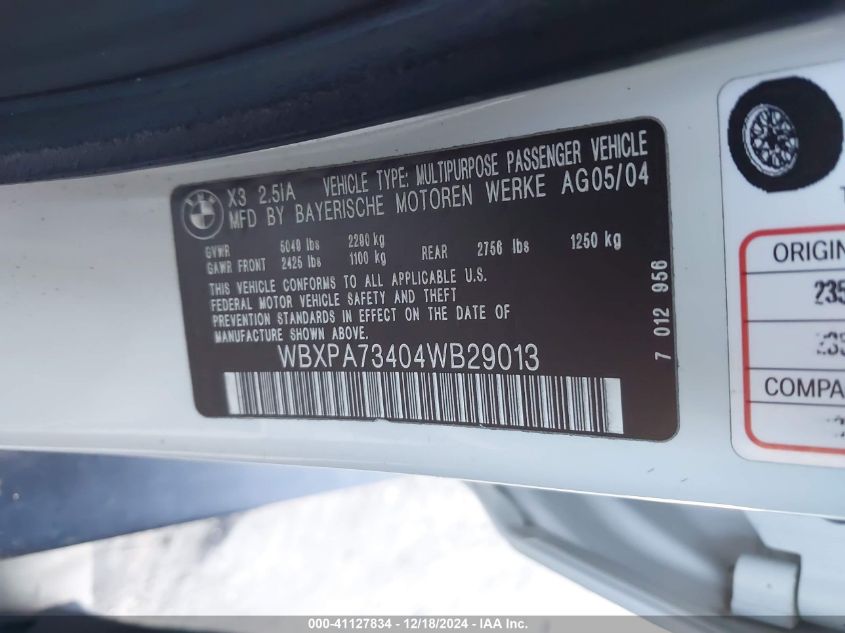 X3 2.5iA VEHICLE TYPE: MULTIPURPOSE PASSENGER VEHICLE
MFD BY BAYERISCHE MOTOREN WERKE AG05/04
GVWR 5049 lbs 2290 kg
GAWR FRONT 2425 lbs 1100 kg REAR 2756 lbs 1250 kg
THIS VEHICLE CONFORMS TO ALL APPLICABLE U.S.
FEDERAL MOTOR VEHICLE SAFETY AND THEFT
PREVENTION STANDARDS IN EFFECT ON THE DATE OF
MANUFACTURE SHOWN ABOVE.
WBXPA73404WB29013
7 012 956
ORIGIN
235
COMPA
000-41127834 - 12/18/2024 - IAA Inc.